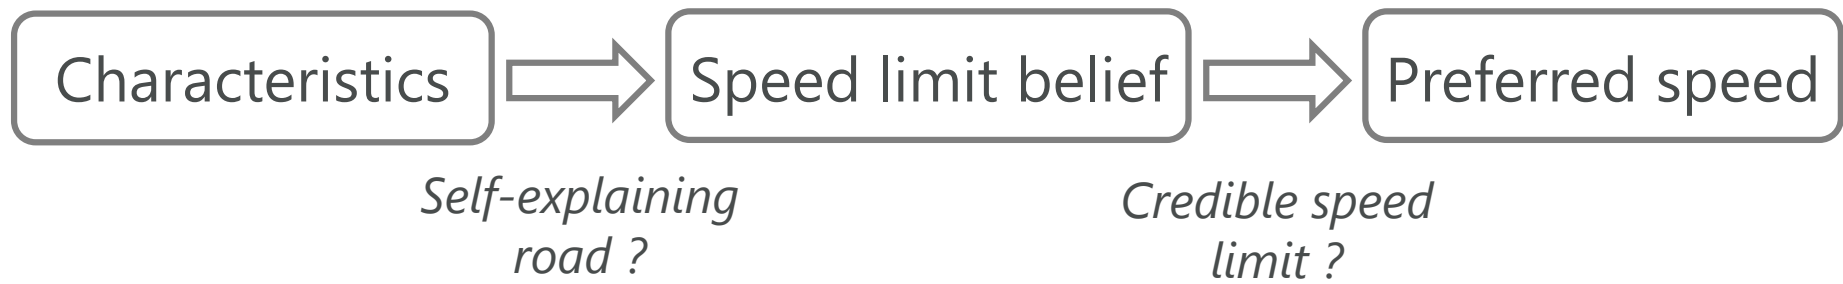 Characteristics
Speed limit belief
Preferred speed
Self-explaining
road ?
Credible speed
limit ?